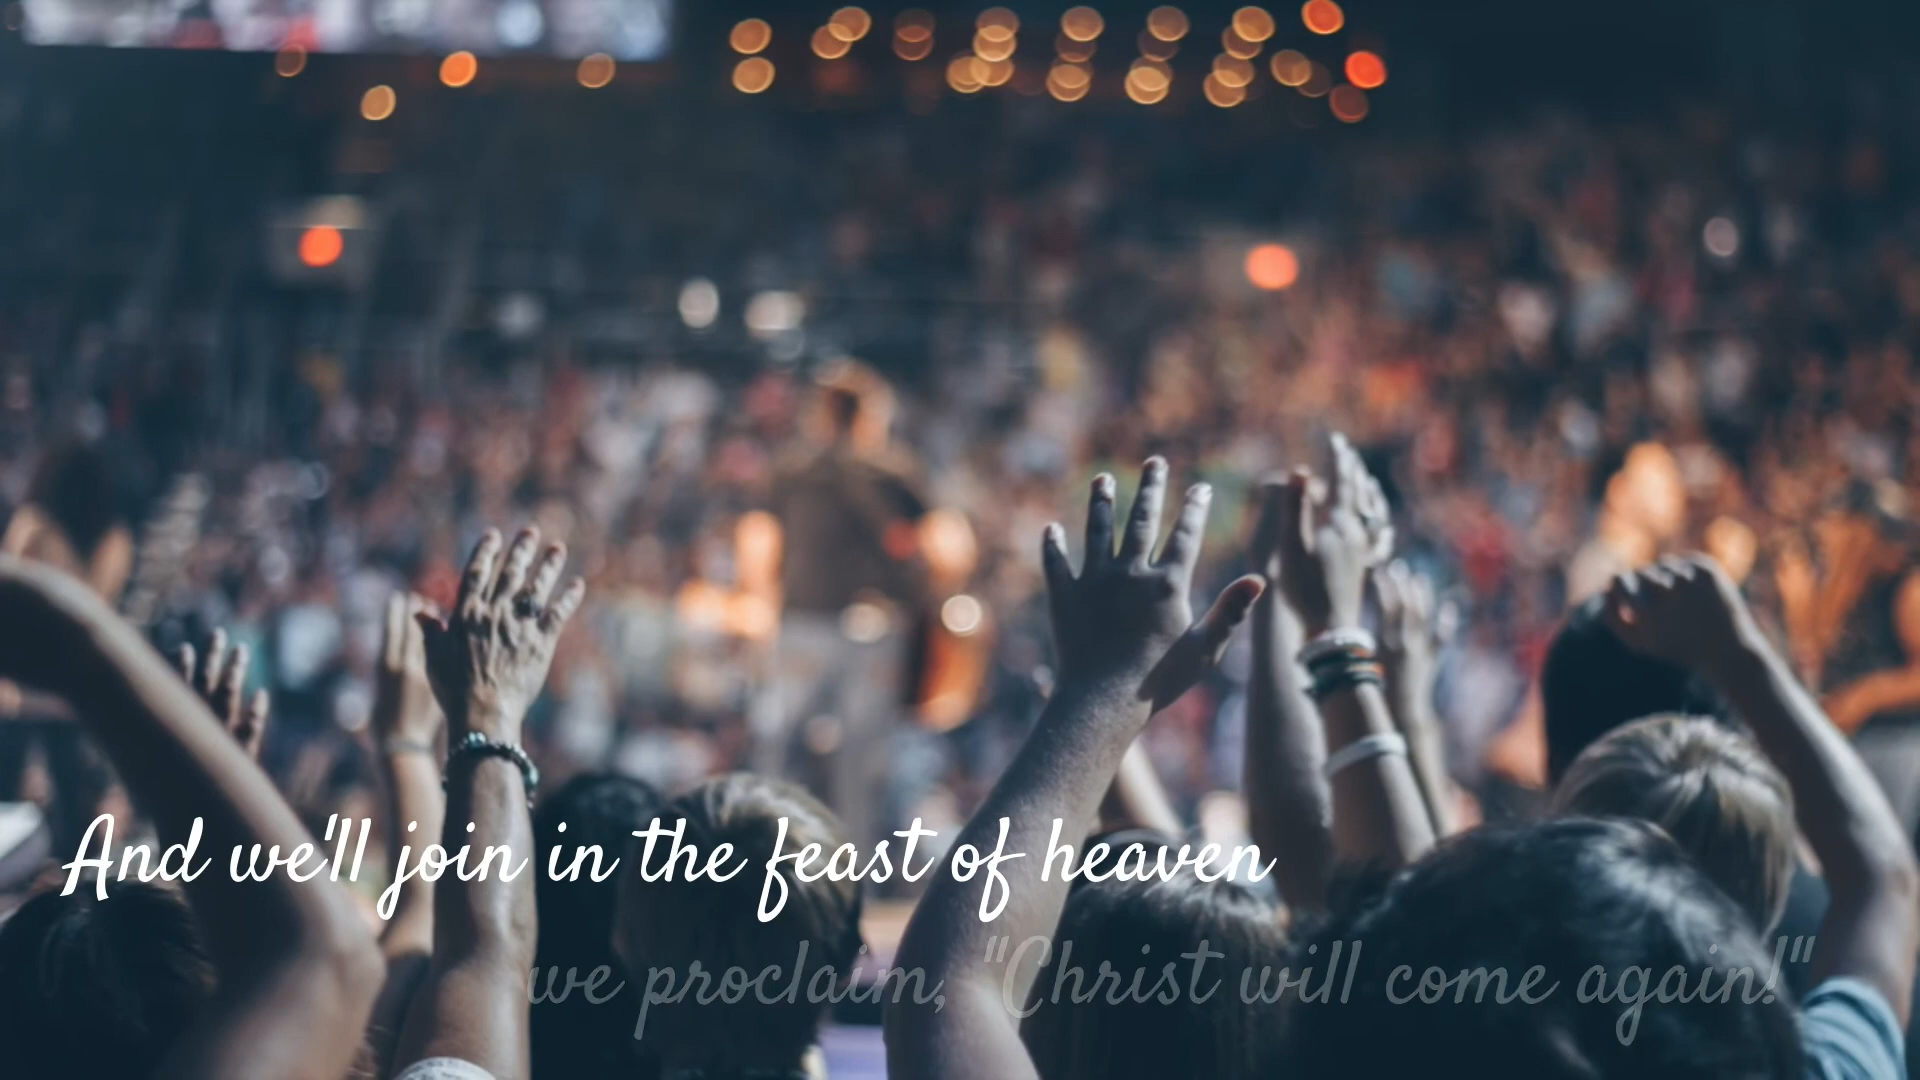 And we'll join in the feast of heaven
we proclaim, "Christ will come again!"